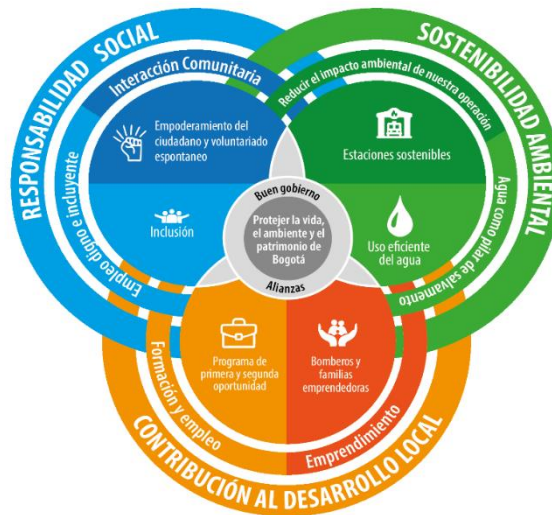 RESPONSABILIDAD SOCIAL
Interacción Comunitaria
Empoderamiento del
ciudadano y voluntariado
espontaneo
Inclusión
Empleo digno e incluyente
SOSTENIBILIDAD AMBIENTAL
Reducir el impacto ambiental de nuestra operación
Estaciones sostenibles
Uso eficiente
del agua
Agua como pilar de salvamento
Buen gobierno
Protejer la vida,
el ambiente y el
patrimonio de
Bogotá
Alianzas
Programa de
primera y segunda
oportunidad
Bomberos y
familias
emprendedoras
Formación y empleo
Emprendimiento
CONTRIBUCIÓN AL DESARROLLO LOCAL